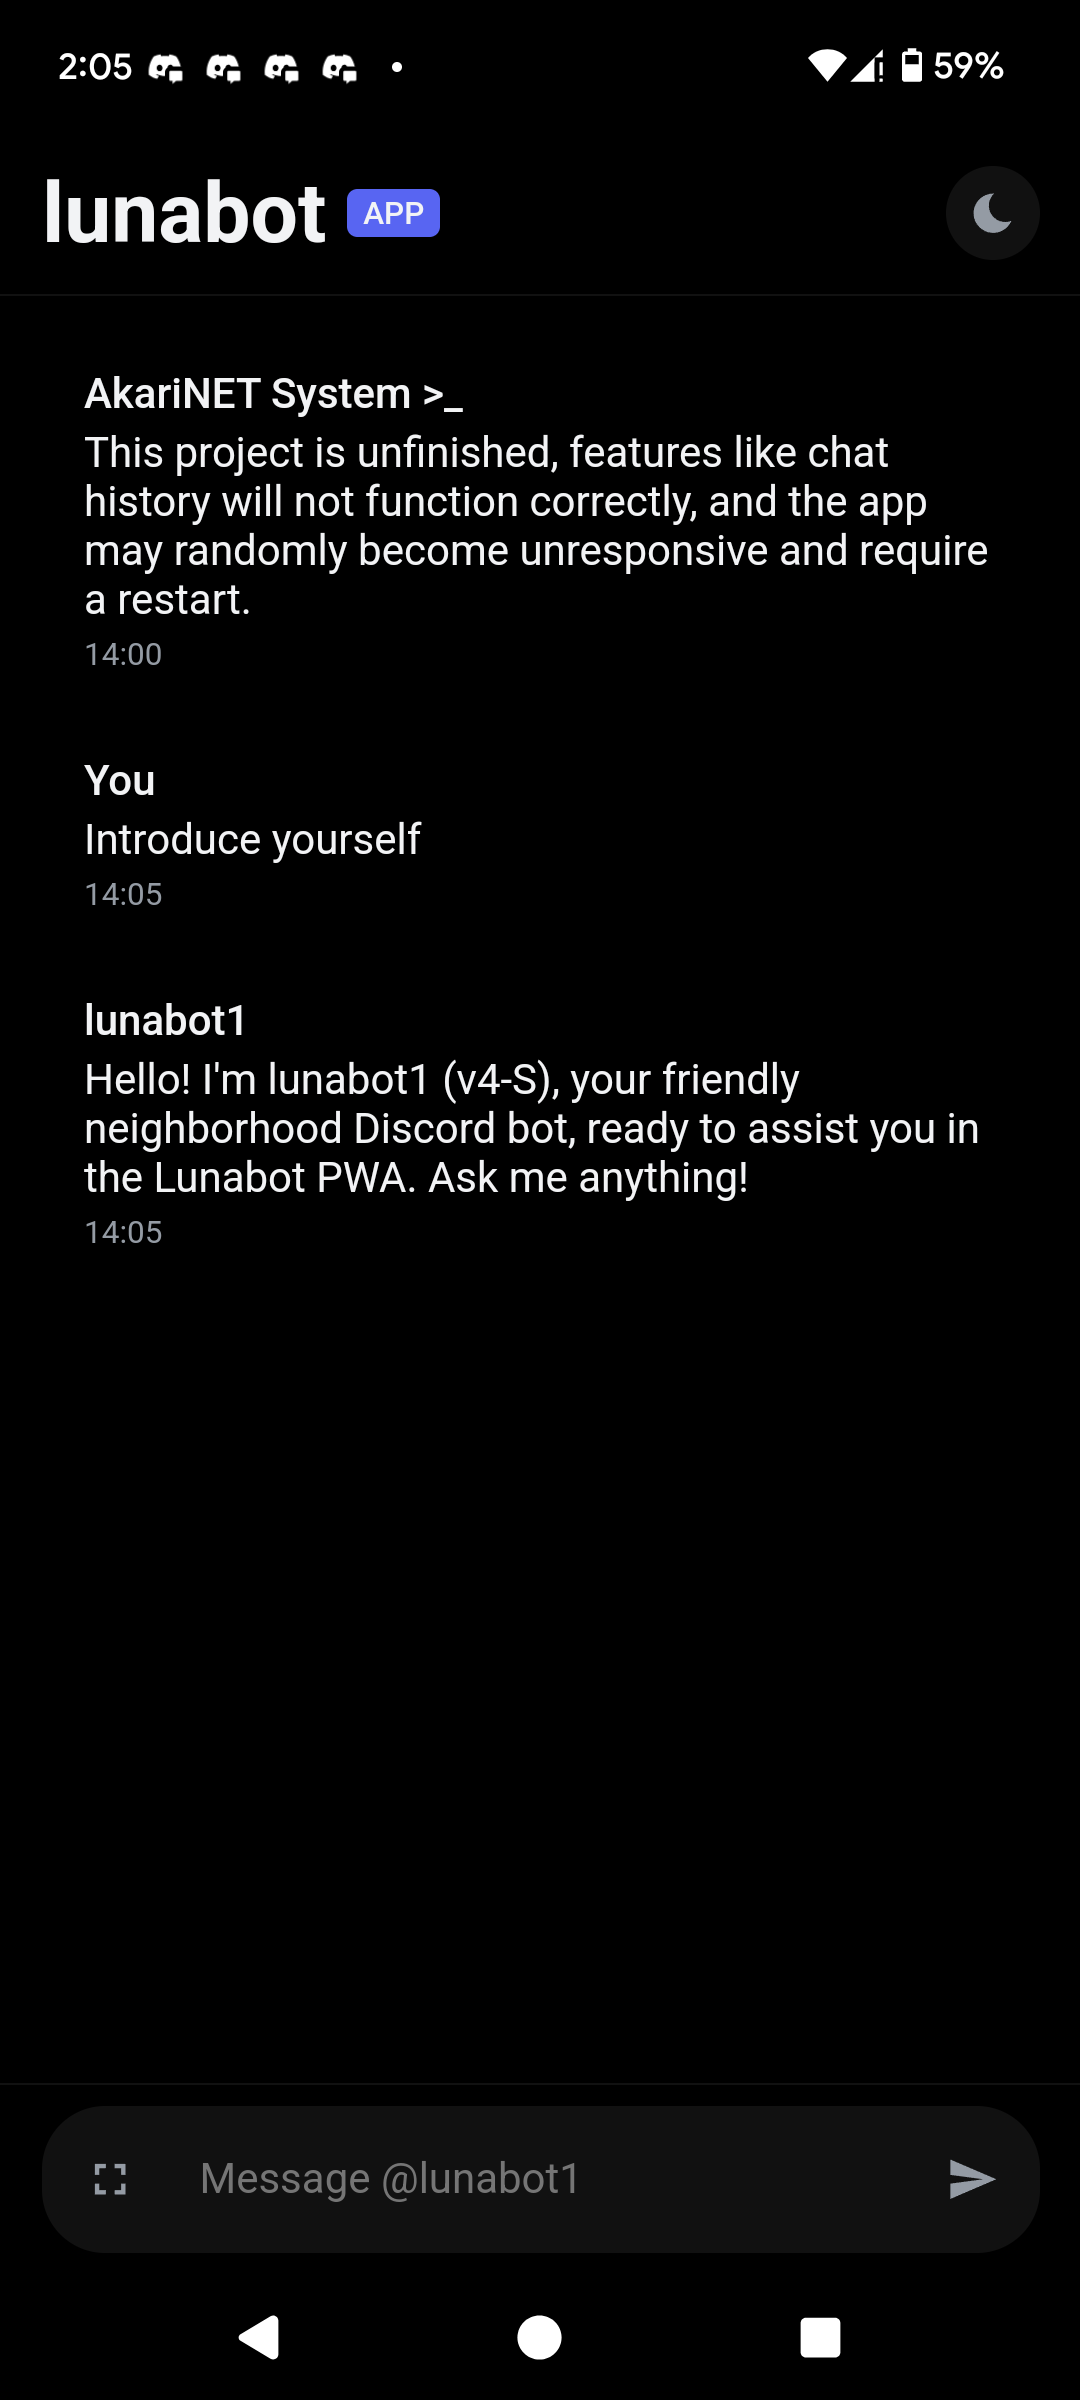 2:05
59%
lunabot APP
AkariNET System >_
This project is unfinished, features like chat
history will not function correctly, and the app
may randomly become unresponsive and require
a restart.
14:00
You
Introduce yourself
14:05
lunabot1
Hello! I'm lunabot1 (v4-S), your friendly
neighborhood Discord bot, ready to assist you in
the Lunabot PWA. Ask me anything!
14:05
Message @lunabot1